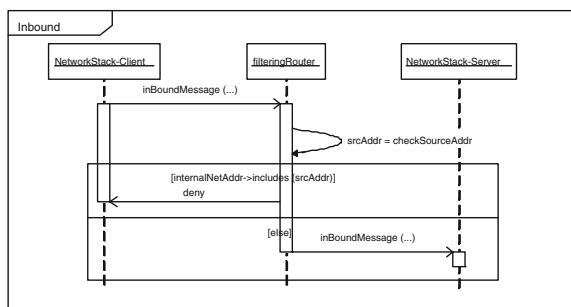 Inbound
NetworkStack-Client
filteringRouter
NetworkStack-Server
inBoundMessage (...)
srcAddr = checkSourceAddr
[internalNetAddr->includes (srcAddr)]
deny
[else]
inBoundMessage (...)